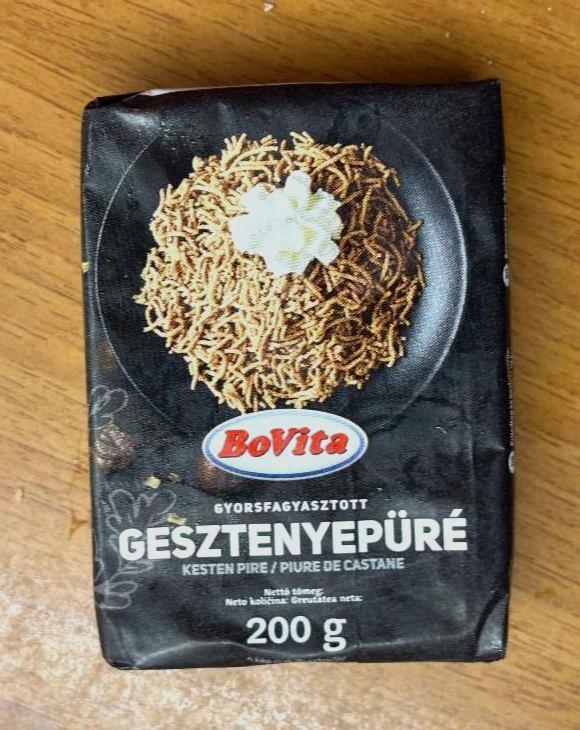 BoVita
GYORSFAGYASZTOTT
GESZTENYEPÜRÉ
KESTEN PIRE / PIURE DE CASTANE
Nettó tömeg:
Neto količina: Greutatea neta:
200 g